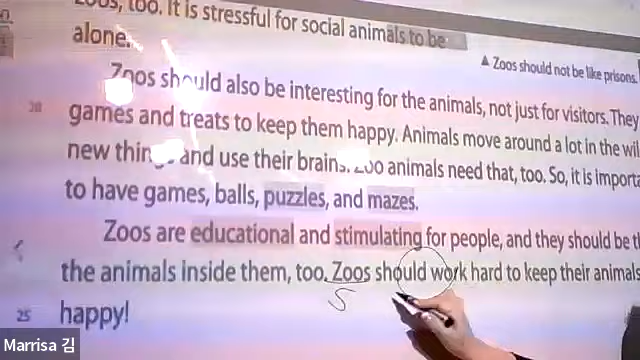 zoos, too. It is stressful for social animals to be
alone.
▲ Zoos should not be like prisons.
Zoos should also be interesting for the animals, not just for visitors. They
20
games and treats to keep them happy. Animals move around a lot in the wil
new things and use their brains. Zoo animals need that, too. So, it is importa
to have games, balls, puzzles, and mazes.
Zoos are educational and stimulating for people, and they should be th
the animals inside them, too. Zoos should work hard to keep their animals
S
25
happy!
Marrisa 김